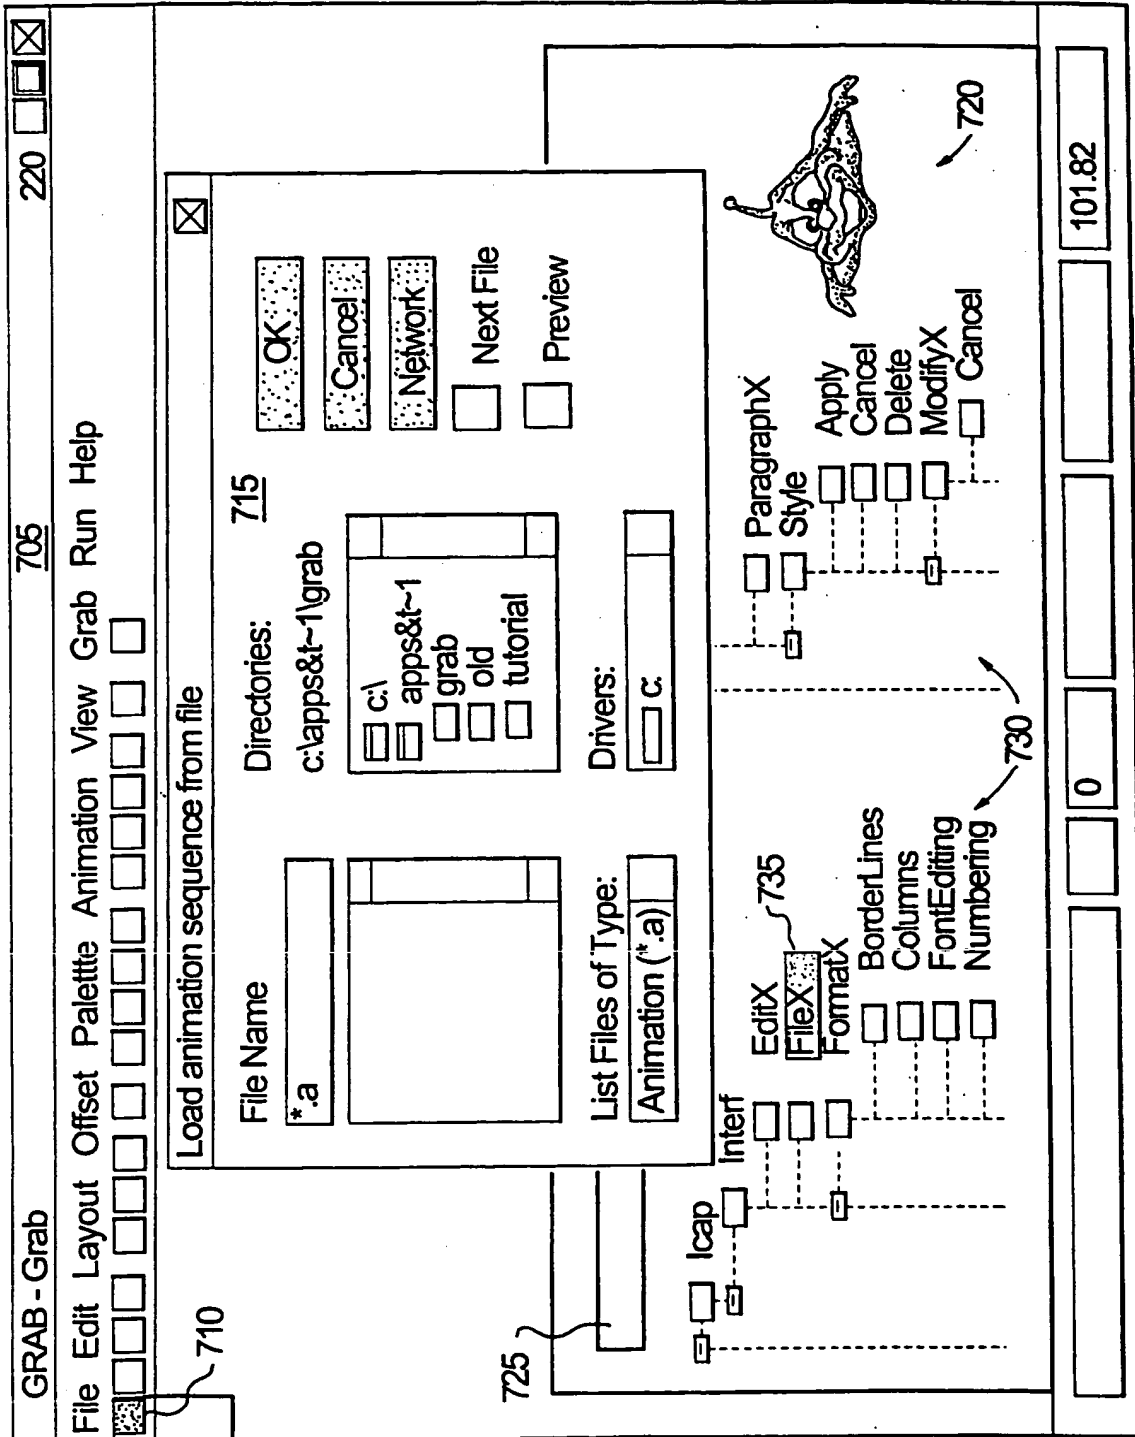 705
220
GRAB - Grab
File Edit Layout Offset Palettte Animation View Grab Run Help
710
Load animation sequence from file
715
File Name
*.a
Directories:
c:\apps&t~1\grab
c:\
apps&t~1
grab
old
tutorial
OK
Cancel
Network
Next File
Preview
List Files of Type:
Animation (*.a)
Drivers:
c:
725
Icap
Interf
EditX
FileX
735
FormatX
BorderLines
Columns
FontEditing
Numbering
730
ParagraphX
Style
Apply
Cancel
Delete
ModifyX
Cancel
720
0
101.82